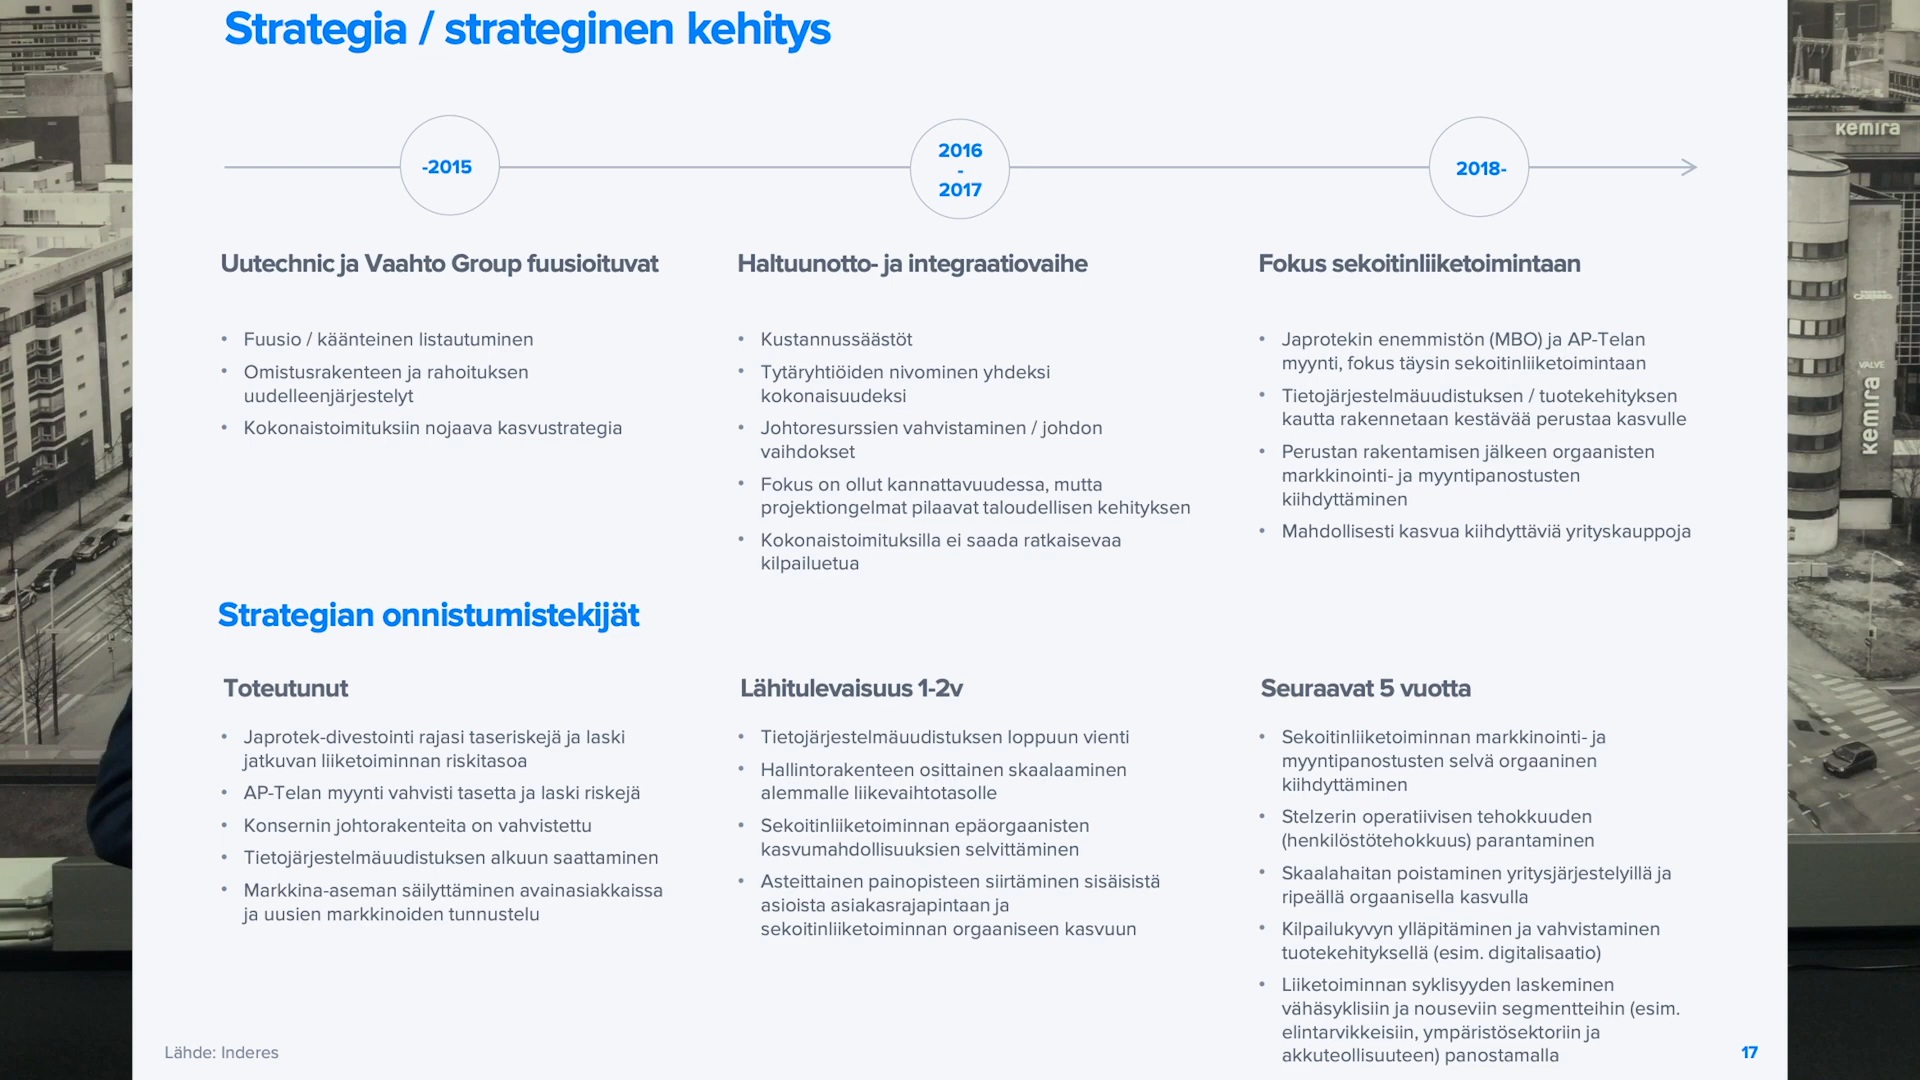 Strategia / strateginen kehitys
-2015
2016
-
2017
2018-
Uutechnic ja Vaahto Group fuusioituvat
• Fuusio / käänteinen listautuminen
• Omistusrakenteen ja rahoituksen
uudelleenjärjestelyt
• Kokonaistoimituksiin nojaava kasvustrategia
Haltuunotto- ja integraatiovaihe
• Kustannussäästöt
• Tytäryhtiöiden nivominen yhdeksi
kokonaisuudeksi
• Johtoresurssien vahvistaminen / johdon
vaihdokset
• Fokus on ollut kannattavuudessa, mutta
projektiongelmat pilaavat taloudellisen kehityksen
• Kokonaistoimituksilla ei saada ratkaisevaa
kilpailuetua
Fokus sekoitinliiketoimintaan
• Japrotekin enemmistön (MBO) ja AP-Telan
myynti, fokus täysin sekoitinliiketoimintaan
• Tietojärjestelmäuudistuksen / tuotekehityksen
kautta rakennetaan kestävää perustaa kasvulle
• Perustan rakentamisen jälkeen orgaanisten
markkinointi- ja myyntipanostusten
kiihdyttäminen
• Mahdollisesti kasvua kiihdyttäviä yrityskauppoja
Strategian onnistumistekijät
Toteutunut
• Japrotek-divestointi rajasi taseriskejä ja laski
jatkuvan liiketoiminnan riskitasoa
• AP-Telan myynti vahvisti tasetta ja laski riskejä
• Konsernin johtorakenteita on vahvistettu
• Tietojärjestelmäuudistuksen alkuun saattaminen
• Markkina-aseman säilyttäminen avainasiakkaissa
ja uusien markkinoiden tunnustelu
Lähitulevaisuus 1-2v
• Tietojärjestelmäuudistuksen loppuun vienti
• Hallintorakenteen osittainen skaalaaminen
alemmalle liikevaihtotasolle
• Sekoitinliiketoiminnan epäorgaanisten
kasvumahdollisuuksien selvittäminen
• Asteittainen painopisteen siirtäminen sisäisistä
asioista asiakasrajapintaan ja
sekoitinliiketoiminnan orgaaniseen kasvuun
Seuraavat 5 vuotta
• Sekoitinliiketoiminnan markkinointi- ja
myyntipanostusten selvä orgaaninen
kiihdyttäminen
• Stelzerin operatiivisen tehokkuuden
(henkilöstötehokkuus) parantaminen
• Skaalahaitan poistaminen yritysjärjestelyillä ja
ripeällä orgaanisella kasvulla
• Kilpailukyvyn ylläpitäminen ja vahvistaminen
tuotekehityksellä (esim. digitalisaatio)
• Liiketoiminnan syklisyyden laskeminen
vähäsyklisiin ja nouseviin segmentteihin (esim.
elintarvikkeisiin, ympäristösektoriin ja
akkuteollisuuteen) panostamalla
Lähde: Inderes
17
kemira
VALVE
kemira